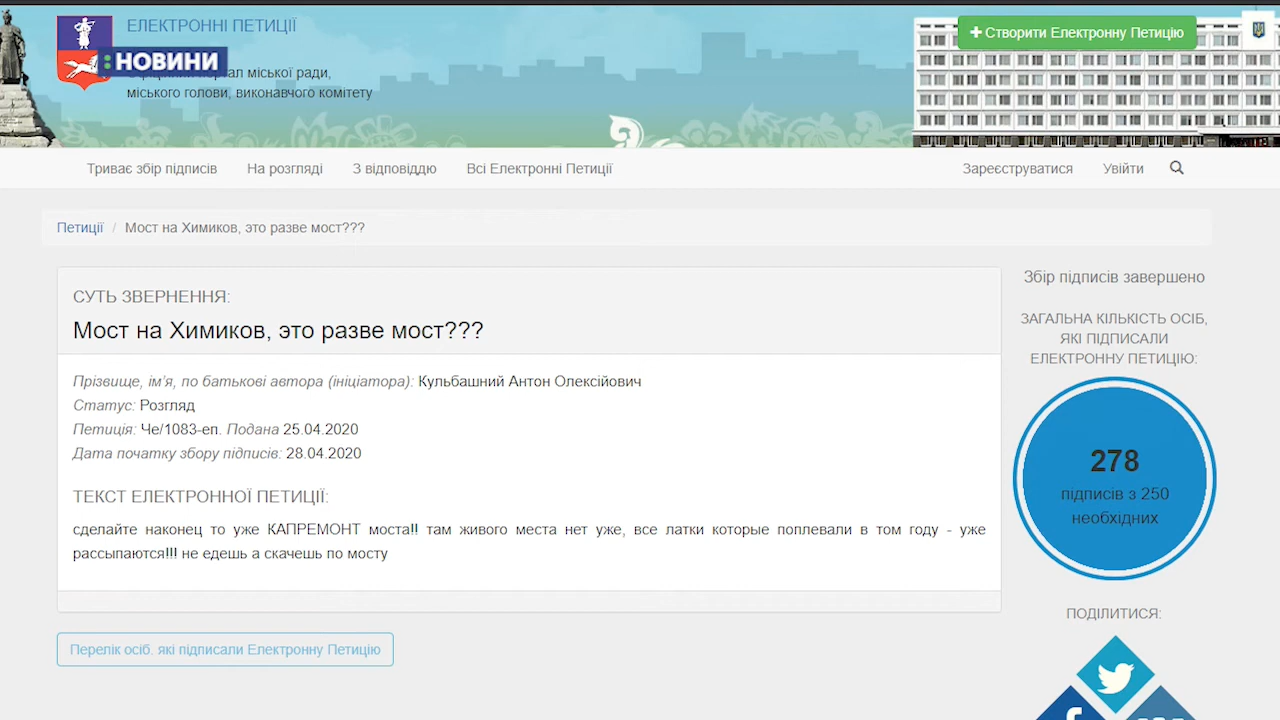 ЕЛЕКТРОННІ ПЕТИЦІЇ
Створити Електронну Петицію
: НОВИНИ
міської ради,
міського голови, виконавчого комітету
Триває збір підписів На розгляді З відповіддю Всі Електронні Петиції Зареєструватися Увійти
Петиції / Мост на Химиков, это разве мост???
СУТЬ ЗВЕРНЕННЯ:
Мост на Химиков, это разве мост???
Прізвище, ім'я, по батькові автора (ініціатора): Кульбашний Антон Олексійович
Статус: Розгляд
Петиція: Че/1083-еп. Подана 25.04.2020
Дата початку збору підписів: 28.04.2020
ТЕКСТ ЕЛЕКТРОННОЇ ПЕТИЦІЇ:
сделайте наконец то уже КАПРЕМОНТ моста!! там живого места нет уже, все латки которые поплевали в том году - уже
рассыпаются!!! не едешь а скачешь по мосту
Перелік осіб. які підписали Електронну Петицію
Збір підписів завершено
ЗАГАЛЬНА КІЛЬКІСТЬ ОСІБ,
ЯКІ ПІДПИСАЛИ
ЕЛЕКТРОННУ ПЕТИЦІЮ:
278
підписів з 250
необхідних
ПОДІЛИТИСЯ: